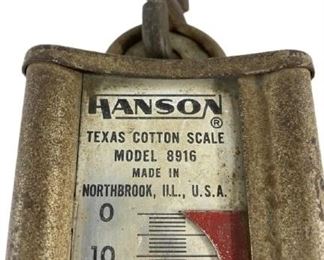 HANSON®
TEXAS COTTON SCALE
MODEL 8916
MADE IN
NORTHBROOK, ILL., U.S.A.
0
10